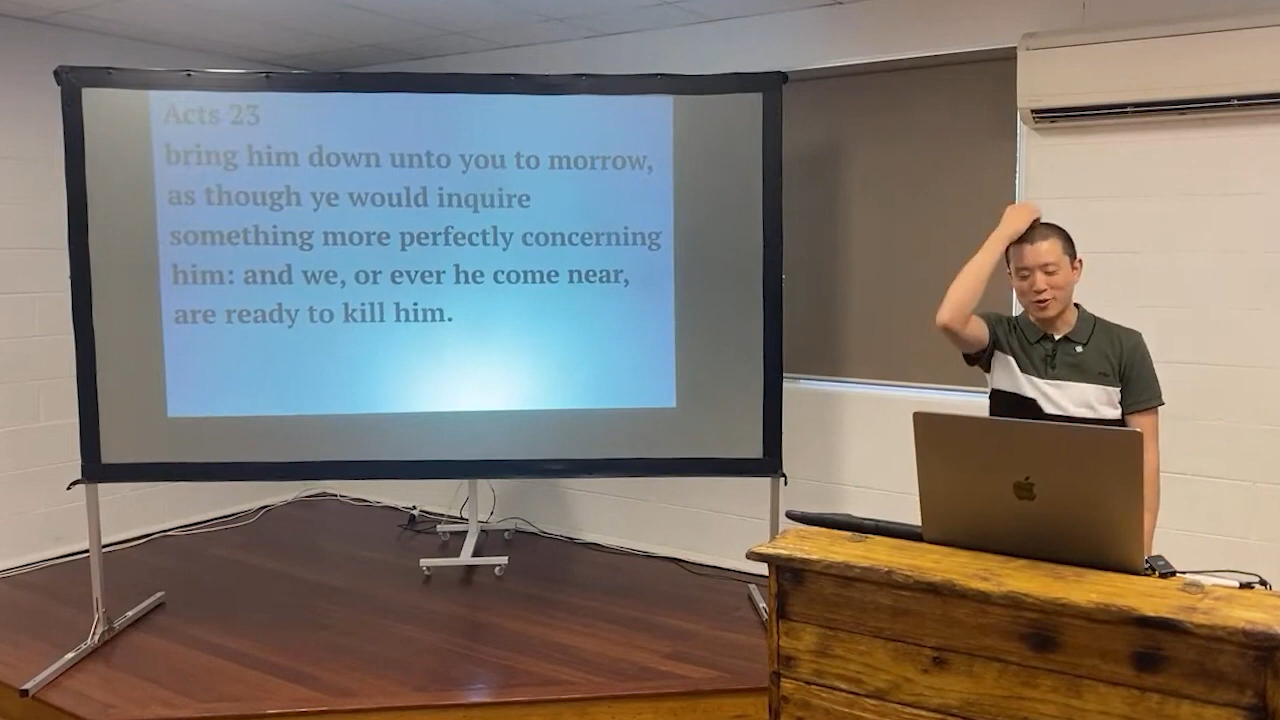 Acts 23
bring him down unto you to morrow,
as though ye would inquire
something more perfectly concerning
him: and we, or ever he come near,
are ready to kill him.